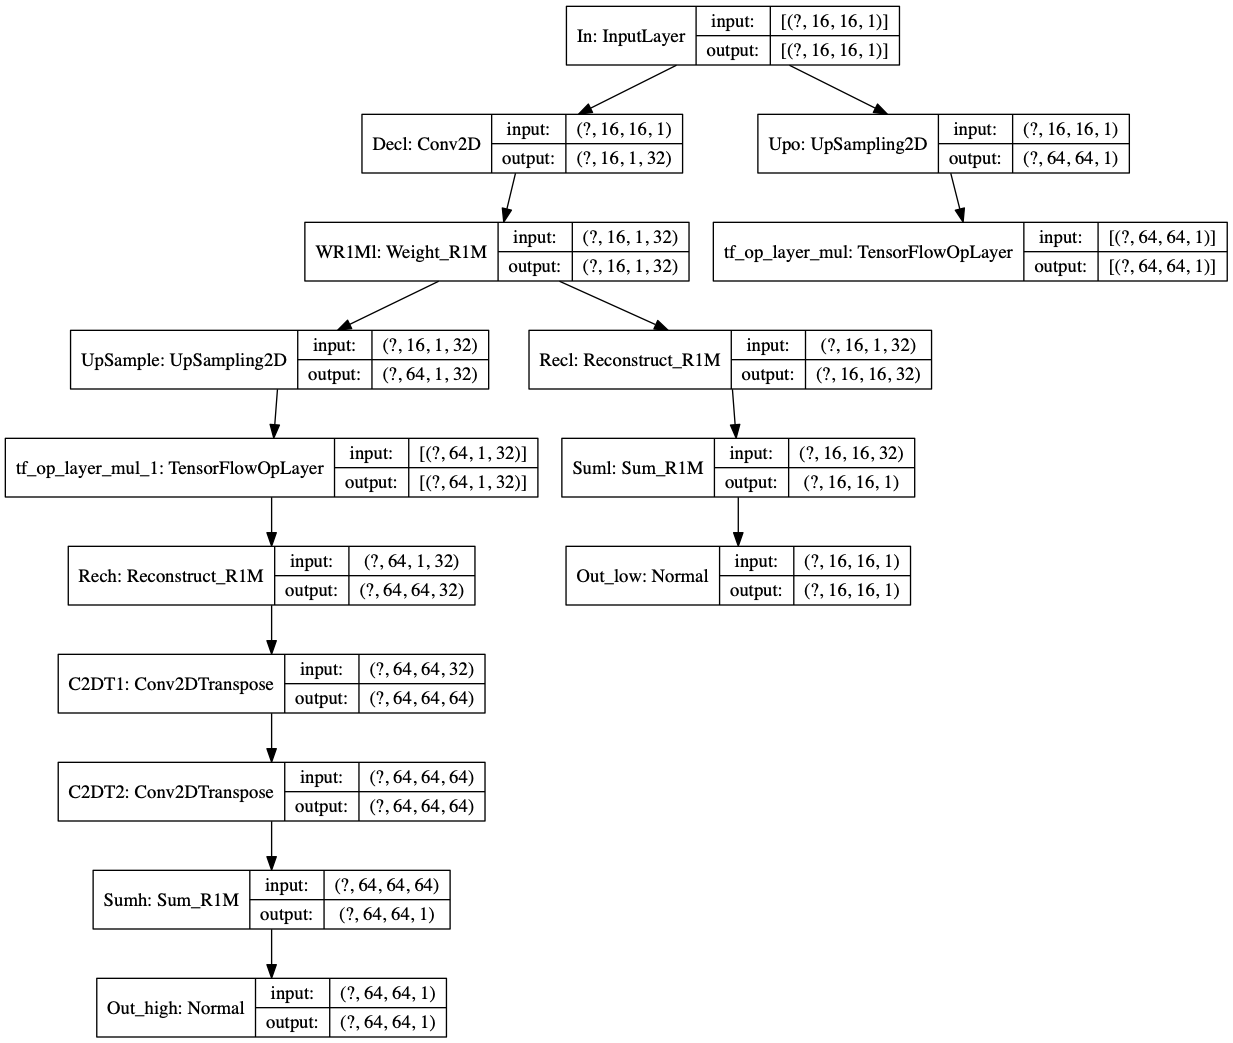 In: InputLayer
input:
[(?, 16, 16, 1)]
output:
[(?, 16, 16, 1)]
Decl: Conv2D
input:
(?, 16, 16, 1)
output:
(?, 16, 1, 32)
Upo: UpSampling2D
input:
(?, 16, 16, 1)
output:
(?, 64, 64, 1)
WR1Ml: Weight_R1M
input:
(?, 16, 1, 32)
output:
(?, 16, 1, 32)
tf_op_layer_mul: TensorFlowOpLayer
input:
[(?, 64, 64, 1)]
output:
[(?, 64, 64, 1)]
UpSample: UpSampling2D
input:
(?, 16, 1, 32)
output:
(?, 64, 1, 32)
Recl: Reconstruct_R1M
input:
(?, 16, 1, 32)
output:
(?, 16, 16, 32)
tf_op_layer_mul_1: TensorFlowOpLayer
input:
[(?, 64, 1, 32)]
output:
[(?, 64, 1, 32)]
Suml: Sum_R1M
input:
(?, 16, 16, 32)
output:
(?, 16, 16, 1)
Rech: Reconstruct_R1M
input:
(?, 64, 1, 32)
output:
(?, 64, 64, 32)
Out_low: Normal
input:
(?, 16, 16, 1)
output:
(?, 16, 16, 1)
C2DT1: Conv2DTranspose
input:
(?, 64, 64, 32)
output:
(?, 64, 64, 64)
C2DT2: Conv2DTranspose
input:
(?, 64, 64, 64)
output:
(?, 64, 64, 64)
Sumh: Sum_R1M
input:
(?, 64, 64, 64)
output:
(?, 64, 64, 1)
Out_high: Normal
input:
(?, 64, 64, 1)
output:
(?, 64, 64, 1)